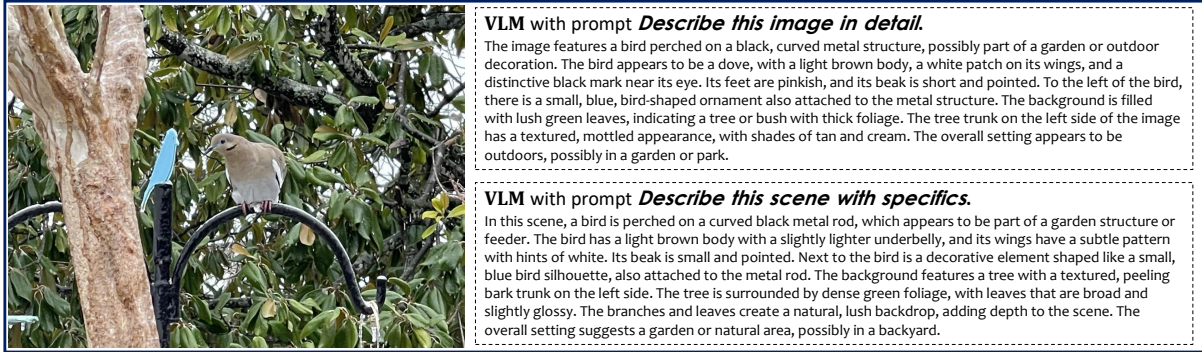 VLM with prompt Describe this image in detail.
The image features a bird perched on a black, curved metal structure, possibly part of a garden or outdoor
decoration. The bird appears to be a dove, with a light brown body, a white patch on its wings, and a
distinctive black mark near its eye. Its feet are pinkish, and its beak is short and pointed. To the left of the bird,
there is a small, blue, bird-shaped ornament also attached to the metal structure. The background is filled
with lush green leaves, indicating a tree or bush with thick foliage. The tree trunk on the left side of the image
has a textured, mottled appearance, with shades of tan and cream. The overall setting appears to be
outdoors, possibly in a garden or park.
VLM with prompt Describe this scene with specifics.
In this scene, a bird is perched on a curved black metal rod, which appears to be part of a garden structure or
feeder. The bird has a light brown body with a slightly lighter underbelly, and its wings have a subtle pattern
with hints of white. Its beak is small and pointed. Next to the bird is a decorative element shaped like a small,
blue bird silhouette, also attached to the metal rod. The background features a tree with a textured, peeling
bark trunk on the left side. The tree is surrounded by dense green foliage, with leaves that are broad and
slightly glossy. The branches and leaves create a natural, lush backdrop, adding depth to the scene. The
overall setting suggests a garden or natural area, possibly in a backyard.